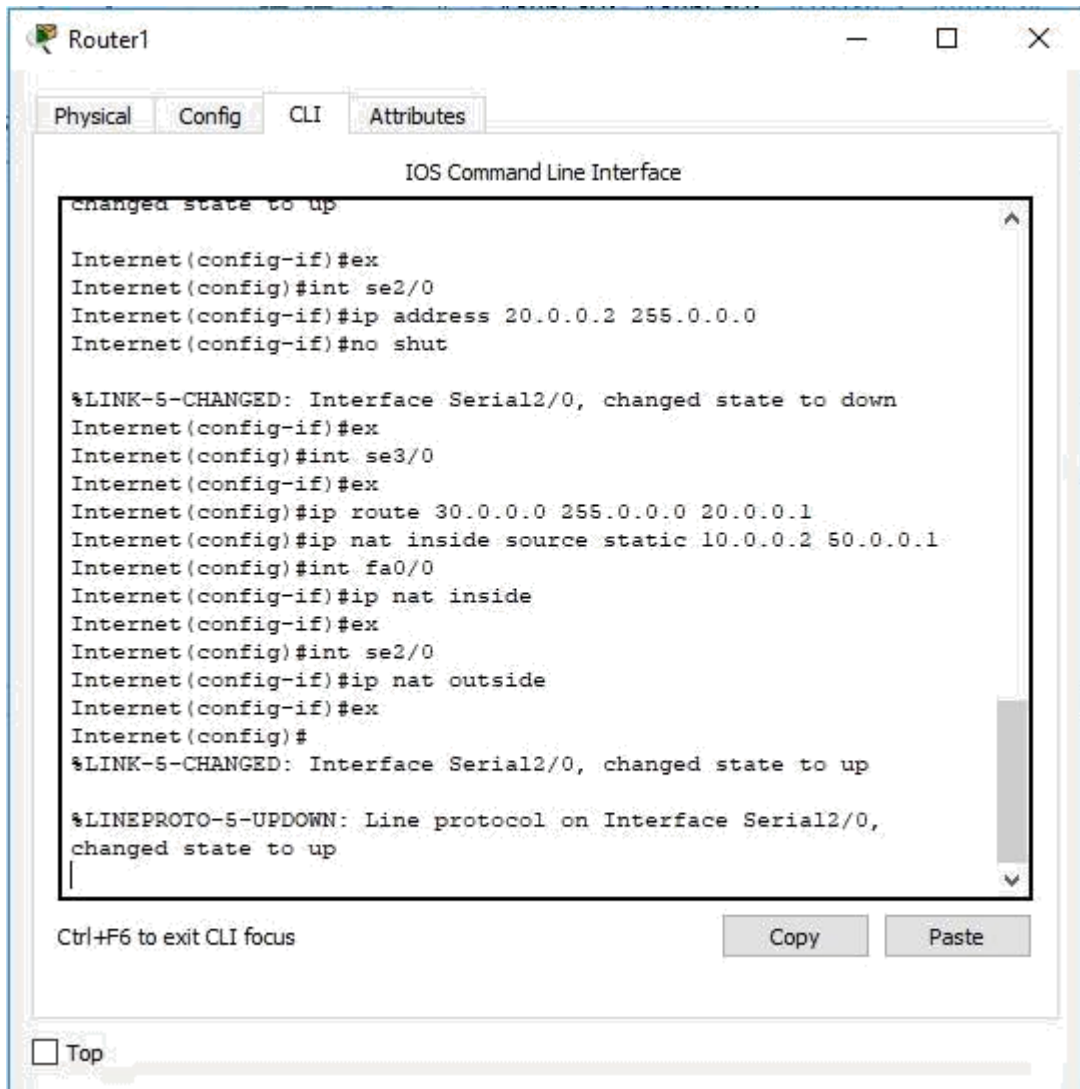 Router1
Physical Config CLI Attributes
IOS Command Line Interface
changed state to up
Internet(config-if)#ex
Internet(config)#int se2/0
Internet(config-if)#ip address 20.0.0.2 255.0.0.0
Internet(config-if)#no shut
%LINK-5-CHANGED: Interface Serial2/0, changed state to down
Internet(config-if)#ex
Internet(config)#int se3/0
Internet(config-if)#ex
Internet(config)#ip route 30.0.0.0 255.0.0.0 20.0.0.1
Internet(config)#ip nat inside source static 10.0.0.2 50.0.0.1
Internet(config)#int fa0/0
Internet(config-if)#ip nat inside
Internet(config-if)#ex
Internet(config)#int se2/0
Internet(config-if)#ip nat outside
Internet(config-if)#ex
Internet(config)#
%LINK-5-CHANGED: Interface Serial2/0, changed state to up
%LINEPROTO-5-UPDOWN: Line protocol on Interface Serial2/0,
changed state to up
Ctrl+F6 to exit CLI focus
Copy Paste
Top